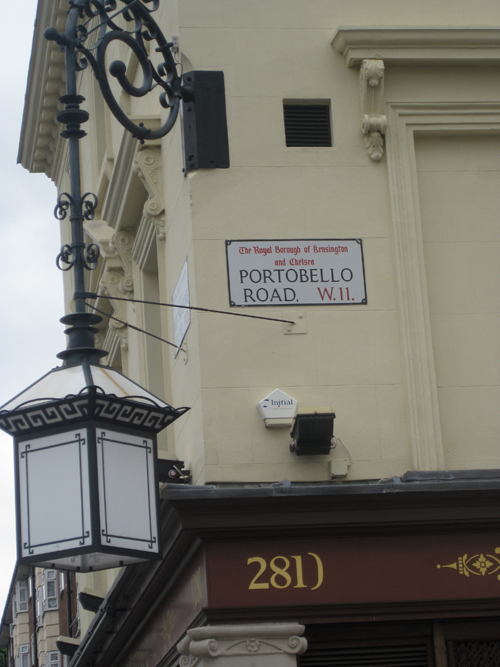 The Royal Borough of Kensington
and Chelsea
PORTOBELLO
ROAD. W.11.
Initial
281)